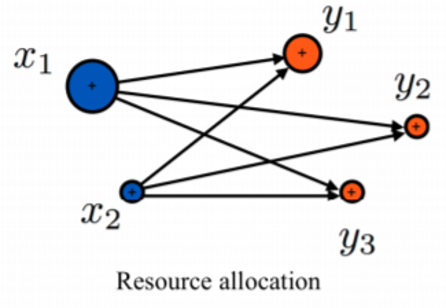 y₁
x₁
y₂
x₂
y₃
Resource allocation